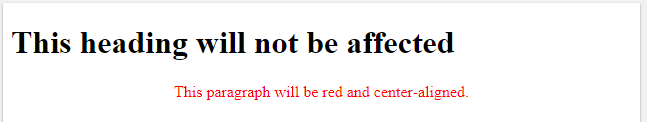 This heading will not be affected
This paragraph will be red and center-aligned.